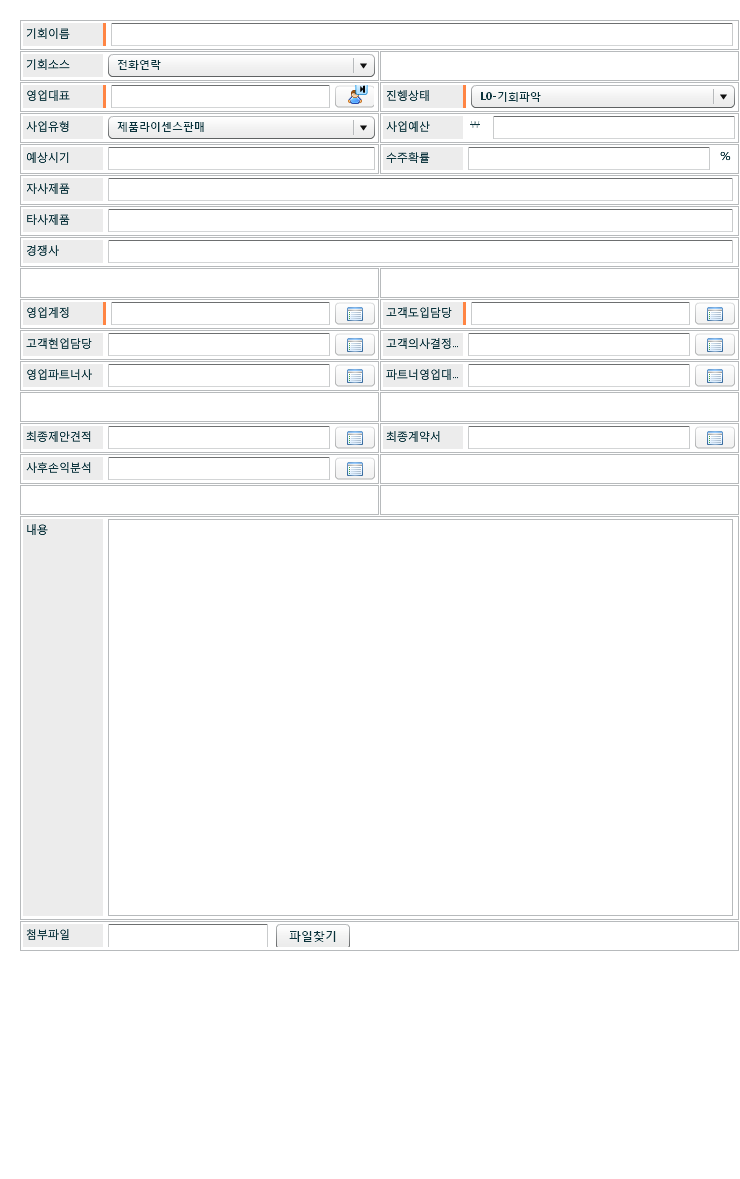 기회이름
기회소스 전화연락
영업대표 진행상태 L0-기회파악
사업유형 제품라이센스판매 사업예산 ₩
예상시기 수주확률 %
자사제품
타사제품
경쟁사
영업계정 고객도입담당
고객현업담당 고객의사결정...
영업파트너사 파트너영업대...
최종제안견적 최종계약서
사후손익분석
내용
첨부파일 파일찾기